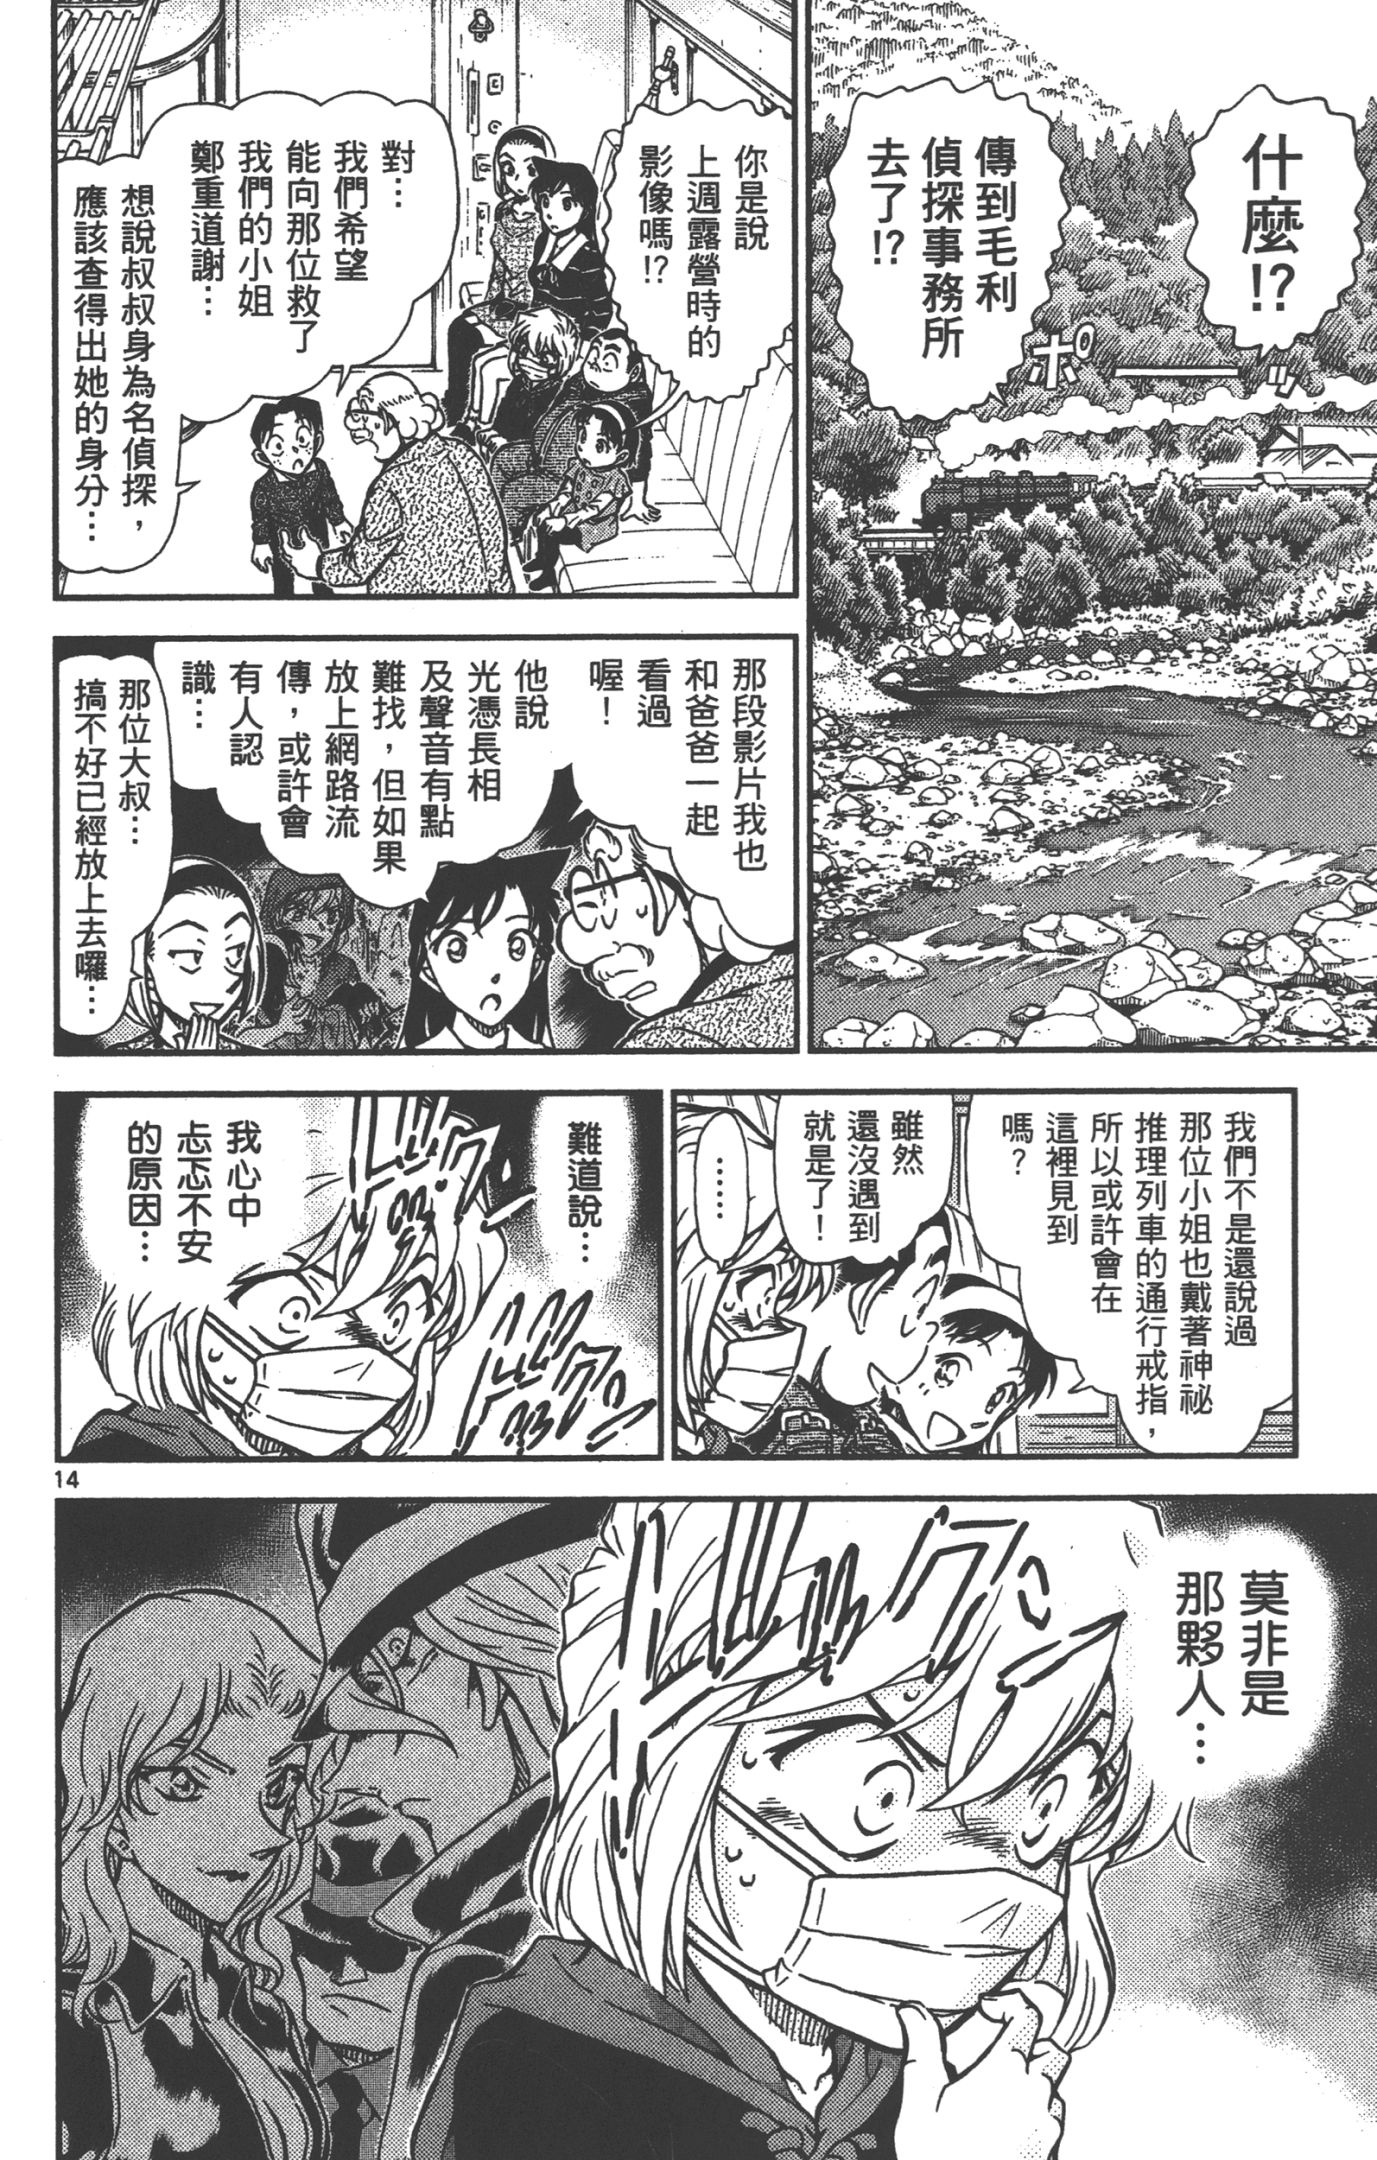 什麼!?
傳到毛利
偵探事務所
去了!?
ポーーッ
你是說
上週露營時的
影像嗎!?
對…
我們希望
能向那位救了
我們的小姐
鄭重道謝…
想說叔叔身為名偵探，
應該查得出她的身分…
那段影片我也
和爸爸一起
看過
喔！
他說
光憑長相
及聲音有點
難找，但如果
放上網路流
傳，或許會
有人認
識…
那位大叔…
搞不好已經放上去囉…
我們不是還說過
那位小姐也戴著神祕
推理列車的通行戒指，
所以或許會在
這裡見到
嗎？
雖然
還沒遇到
就是了！
……
難道說…
我心中
忐忑不安
的原因…
14
莫非是
那夥人…